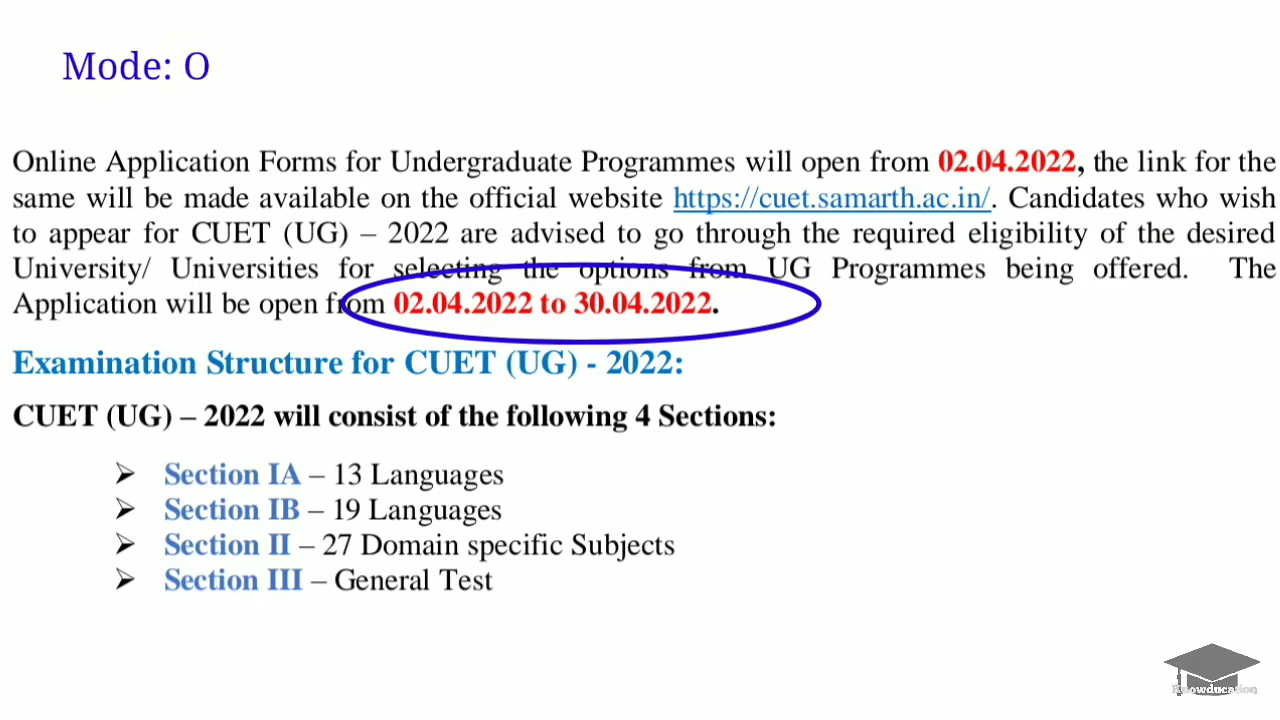 Mode: O
Online Application Forms for Undergraduate Programmes will open from 02.04.2022, the link for the
same will be made available on the official website https://cuet.samarth.ac.in/. Candidates who wish
to appear for CUET (UG) – 2022 are advised to go through the required eligibility of the desired
University/ Universities for selecting the options from UG Programmes being offered. The
Application will be open from 02.04.2022 to 30.04.2022.
Examination Structure for CUET (UG) - 2022:
CUET (UG) – 2022 will consist of the following 4 Sections:
➢ Section IA – 13 Languages
➢ Section IB – 19 Languages
➢ Section II – 27 Domain specific Subjects
➢ Section III – General Test
Knowducation